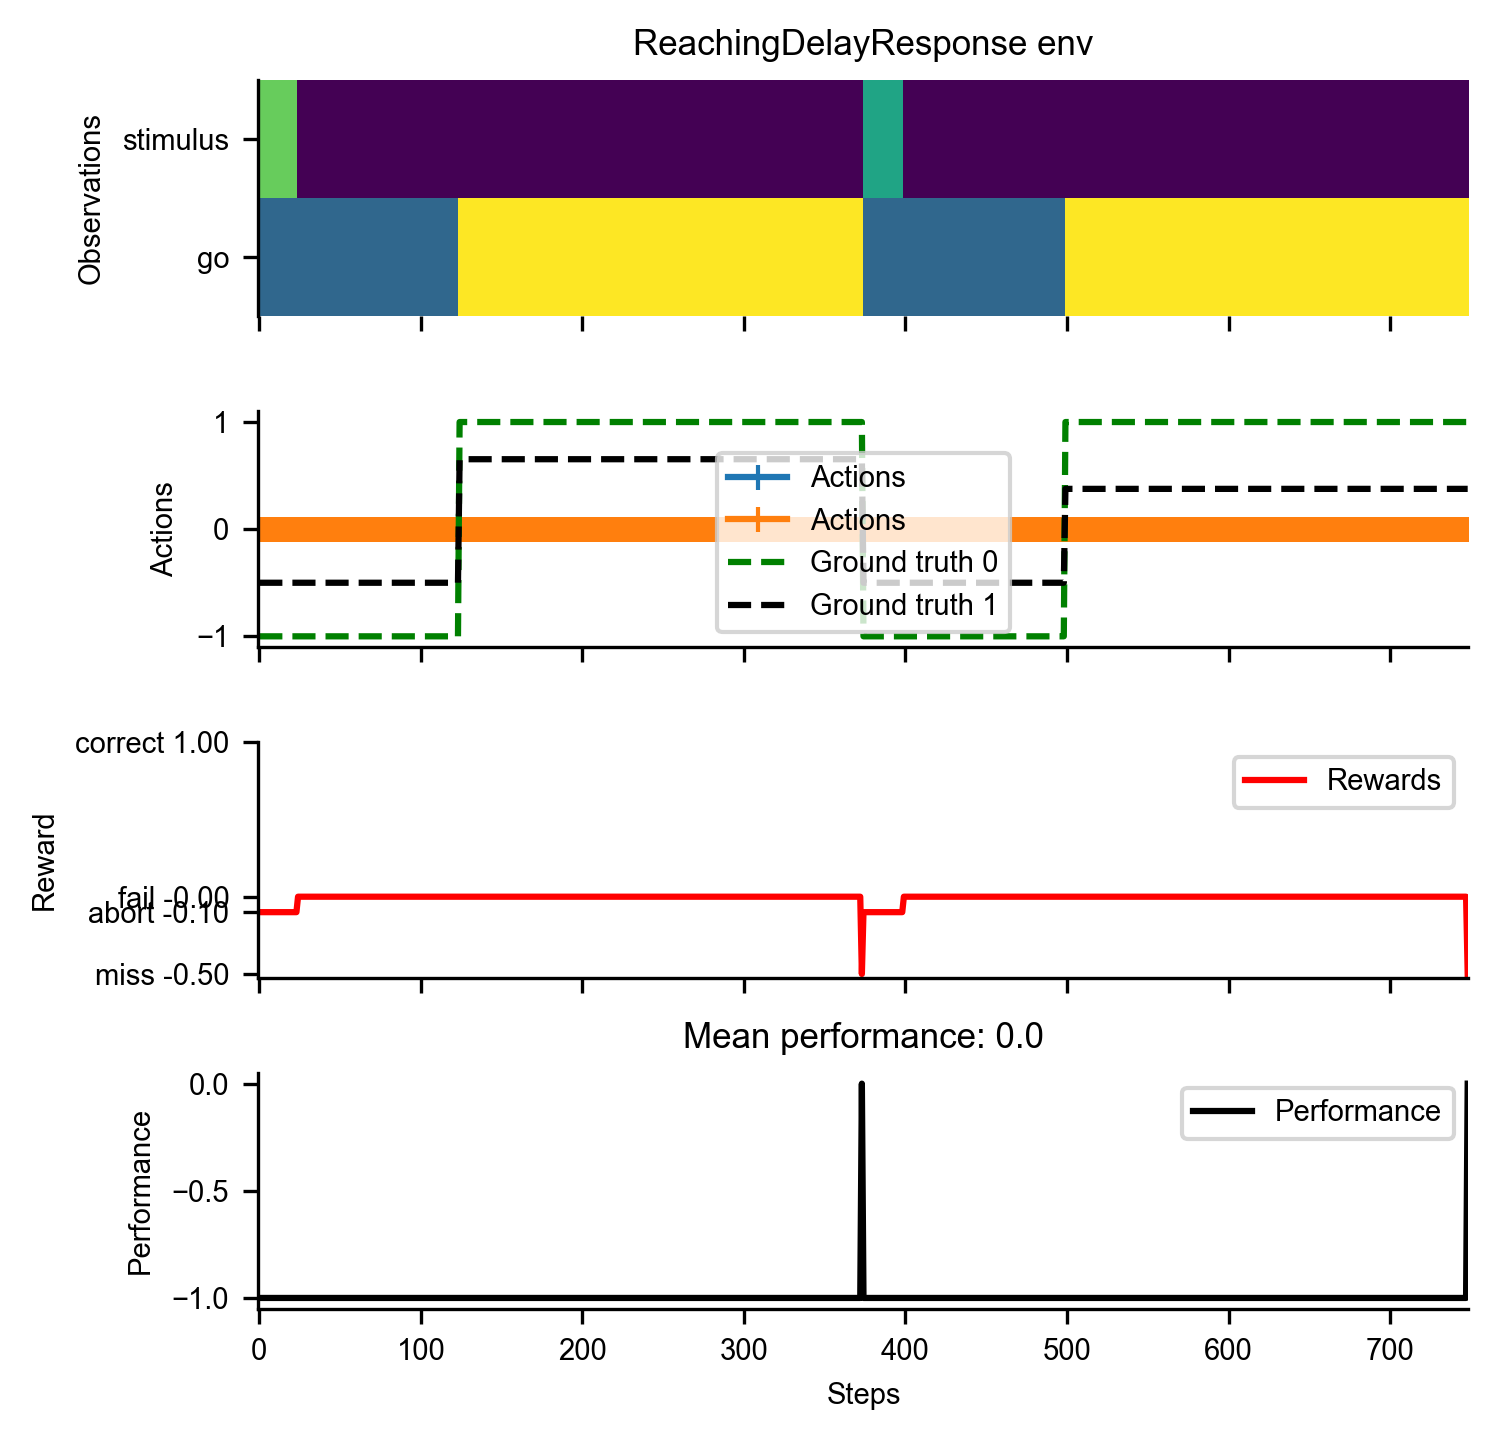 ReachingDelayResponse env
Observations
stimulus
go
Actions
1
0
−1
Actions
Actions
Ground truth 0
Ground truth 1
Reward
correct 1.00
fail -0.00
abort -0.10
miss -0.50
Rewards
Mean performance: 0.0
Performance
0.0
−0.5
−1.0
Performance
0 100 200 300 400 500 600 700
Steps